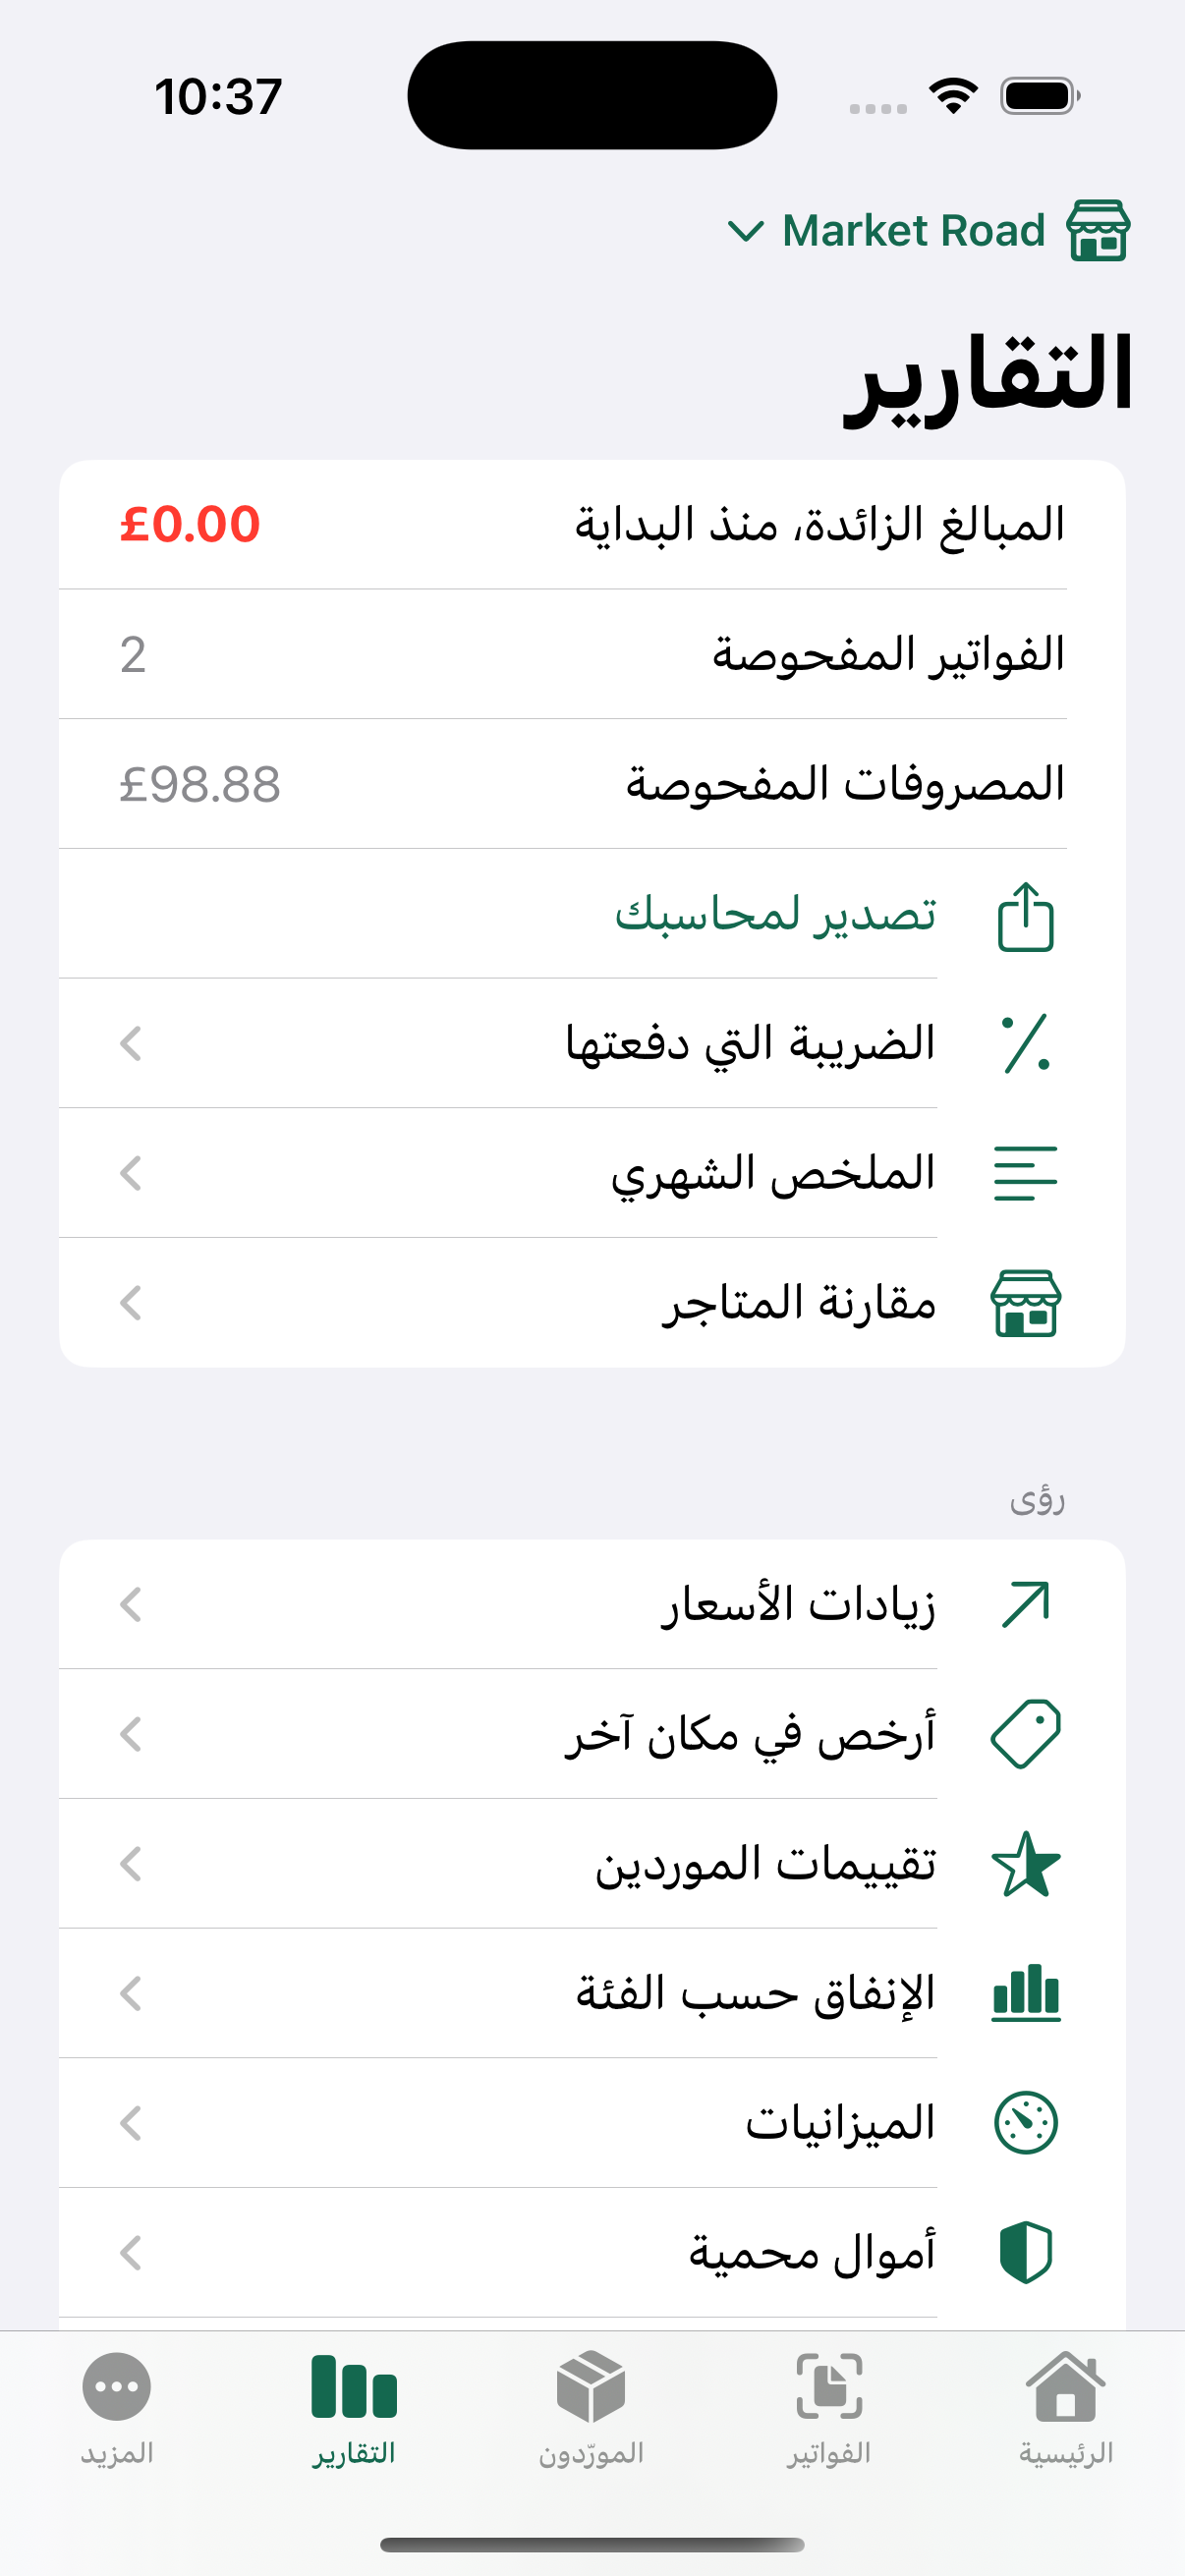 10:37
Market Road
التقارير
المبالغ الزائدة، منذ البداية £0.00
الفواتير المفحوصة 2
المصروفات المفحوصة £98.88
تصدير لمحاسبك
الضريبة التي دفعتها
الملخص الشهري
مقارنة المتاجر
رؤى
زيادات الأسعار
أرخص في مكان آخر
تقييمات الموردين
الإنفاق حسب الفئة
الميزانيات
أموال محمية
الرئيسية الفواتير المورّدون التقارير المزيد